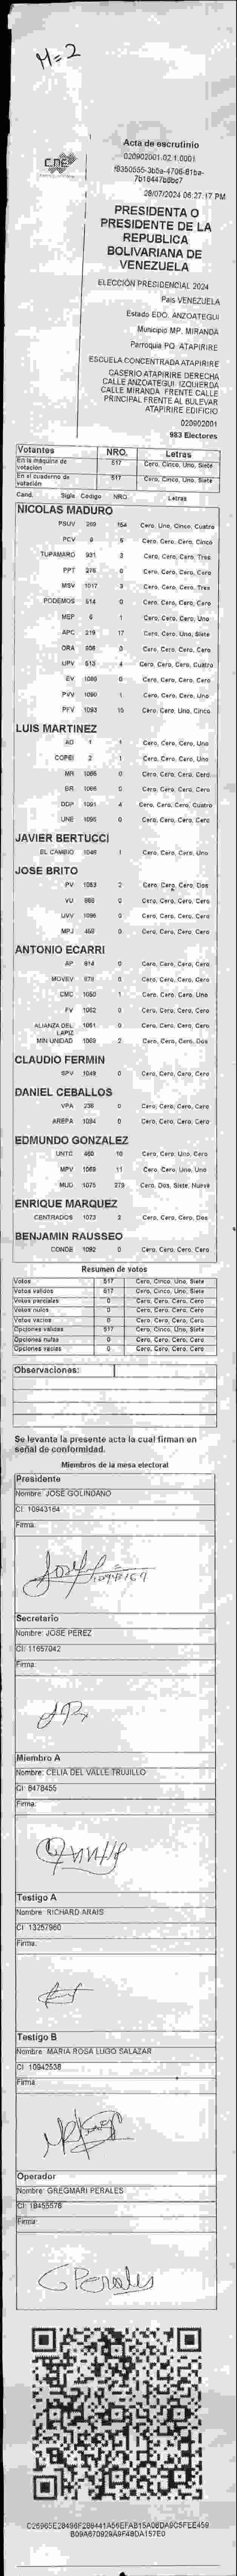 M=2
CNE
Acta de escrutinio
020902001.02.1.0001
28/07/2024 06:27:17 PM
PRESIDENTA O
PRESIDENTE DE LA
REPUBLICA
BOLIVARIANA DE
VENEZUELA
ELECCIÓN PRESIDENCIAL 2024
País VENEZUELA
Estado EDO. ANZOATEGUI
Municipio MP. MIRANDA
Parroquia PQ. ATAPIRIRE
ESCUELA CONCENTRADA ATAPIRIRE
CASERIO ATAPIRIRE DERECHA
CALLE ANZOATEGUI. IZQUIERDA
CALLE MIRANDA. FRENTE CALLE
PRINCIPAL FRENTE AL BULEVAR
ATAPIRIRE EDIFICIO
020902001
983 Electores
Votantes NRO. Letras
En la máquina de votación 517 Cero, Cinco, Uno, Siete
En el cuaderno de votación 517 Cero, Cinco, Uno, Siete
Cand. Sigla Código NRO Letras
NICOLAS MADURO
PSUV 269 154 Cero, Uno, Cinco, Cuatro
PCV 5 Cero, Cero, Cero, Cinco
TUPAMARO 931 3 Cero, Cero, Cero, Tres
PPT 276 0 Cero, Cero, Cero, Cero
MSV 1017 3 Cero, Cero, Cero, Tres
PODEMOS 514 0 Cero, Cero, Cero, Cero
MEP 6 1 Cero, Cero, Cero, Uno
APC 219 17 Cero, Cero, Uno, Siete
ORA 906 0 Cero, Cero, Cero, Cero
UPV 513 4 Cero, Cero, Cero, Cuatro
EV 0 Cero, Cero, Cero, Cero
PVV 1090 1 Cero, Cero, Cero, Uno
PFV 1093 15 Cero, Cero, Uno, Cinco
LUIS MARTINEZ
AD 1 1 Cero, Cero, Cero, Uno
COPEI 2 1 Cero, Cero, Cero, Uno
MR 0 Cero, Cero, Cero, Cero
BR 1066 0 Cero, Cero, Cero, Cero
DDP 1091 4 Cero, Cero, Cero, Cuatro
UNE 1095 0 Cero, Cero, Cero, Cero
JAVIER BERTUCCI
EL CAMBIO 1048 1 Cero, Cero, Cero, Uno
JOSE BRITO
PV 1083 2 Cero, Cero, Cero, Dos
VU 968 0 Cero, Cero, Cero, Cero
UVV 1096 0 Cero, Cero, Cero, Cero
MPJ 459 0 Cero, Cero, Cero, Cero
ANTONIO ECARRI
AP 914 0 Cero, Cero, Cero, Cero
MOVEV 678 0 Cero, Cero, Cero, Cero
CMC 1050 1 Cero, Cero, Cero, Uno
FV 1062 0 Cero, Cero, Cero, Cero
ALIANZA DEL LAPIZ 1061 0 Cero, Cero, Cero, Cero
MIN UNIDAD 1069 2 Cero, Cero, Cero, Dos
CLAUDIO FERMIN
SPV 1049 0 Cero, Cero, Cero, Cero
DANIEL CEBALLOS
VPA 236 0 Cero, Cero, Cero, Cero
AREPA 1094 0 Cero, Cero, Cero, Cero
EDMUNDO GONZALEZ
UNTC 460 10 Cero, Cero, Uno, Cero
MPV 1069 11 Cero, Cero, Uno, Uno
MUD 1075 279 Cero, Dos, Siete, Nueve
ENRIQUE MARQUEZ
CENTRADOS 1073 2 Cero, Cero, Cero, Dos
BENJAMIN RAUSSEO
CONDE 1092 0 Cero, Cero, Cero, Cero
Resumen de votos
Votos 517 Cero, Cinco, Uno, Siete
Votos válidos 517 Cero, Cinco, Uno, Siete
Votos parciales 0 Cero, Cero, Cero, Cero
Votos nulos 0 Cero, Cero, Cero, Cero
Votos vacíos 0 Cero, Cero, Cero, Cero
Opciones válidas 517 Cero, Cinco, Uno, Siete
Opciones nulas 0 Cero, Cero, Cero, Cero
Opciones vacías 0 Cero, Cero, Cero, Cero
Observaciones:
Se levanta la presente acta la cual firman en
señal de conformidad.
Miembros de la mesa electoral
Presidente
Nombre: JOSE GOLINDANO
CI: 10943164
Firma:
Secretario
Nombre: JOSE PEREZ
CI: 11657042
Firma:
Miembro A
Nombre: CELIA DEL VALLE TRUJILLO
CI: 8478455
Firma:
Testigo A
Nombre: RICHARD ARAIS
CI: 13257960
Firma:
Testigo B
Nombre: MARIA ROSA LUGO SALAZAR
CI: 10942538
Firma:
Operador
Nombre: GREGMARI PERALES
CI: 18455578
Firma:
GPerales